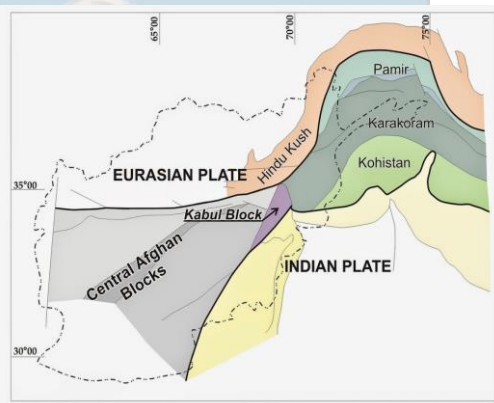 65°00
70°00
75°00
Pamir
Hindu Kush
Karakoram
EURASIAN PLATE
Kohistan
35°00
Kabul Block
Central Afghan
Blocks
INDIAN PLATE
30°00